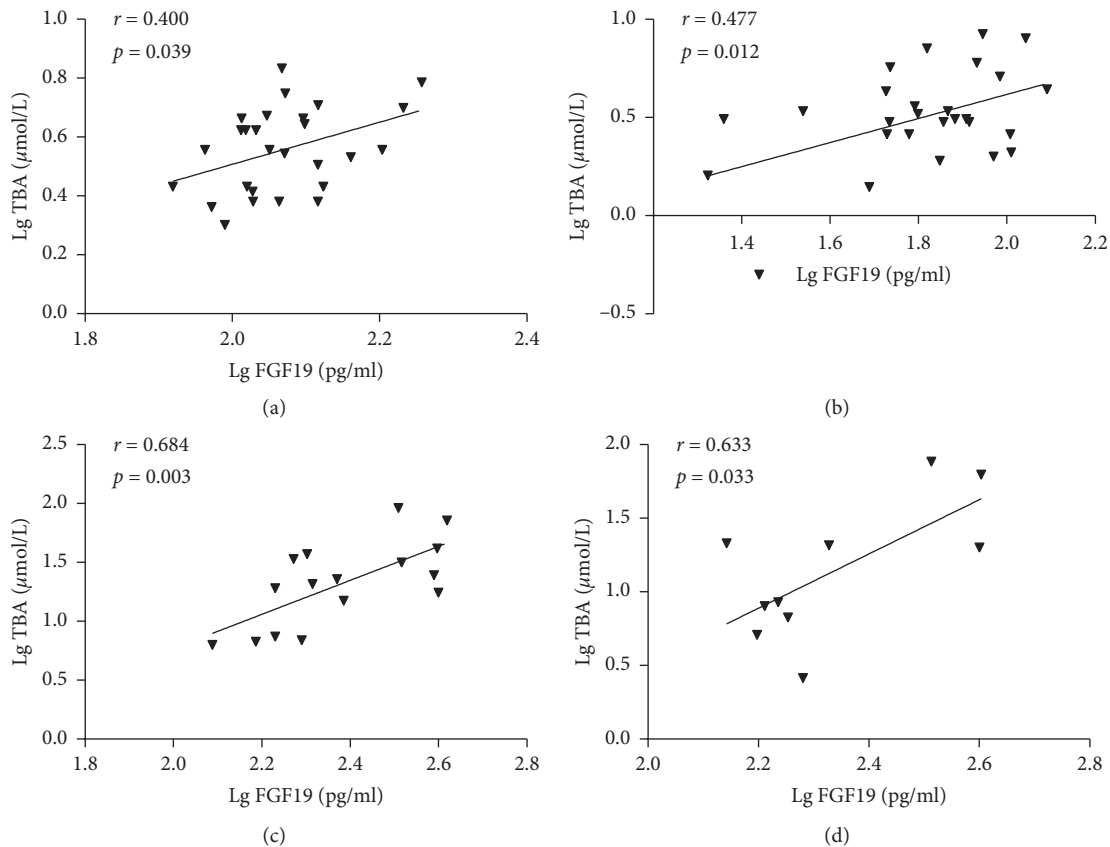 r = 0.400
p = 0.039
Lg TBA (μmol/L)
1.0
0.8
0.6
0.4
0.2
0.0
1.8 2.0 2.2 2.4
Lg FGF19 (pg/ml)
(a)
r = 0.477
p = 0.012
Lg TBA (μmol/L)
1.0
0.5
0.0
−0.5
1.4 1.6 1.8 2.0 2.2
Lg FGF19 (pg/ml)
(b)
r = 0.684
p = 0.003
Lg TBA (μmol/L)
2.5
2.0
1.5
1.0
0.5
0.0
1.8 2.0 2.2 2.4 2.6 2.8
Lg FGF19 (pg/ml)
(c)
r = 0.633
p = 0.033
Lg TBA (μmol/L)
2.0
1.5
1.0
0.5
0.0
2.0 2.2 2.4 2.6 2.8
Lg FGF19 (pg/ml)
(d)